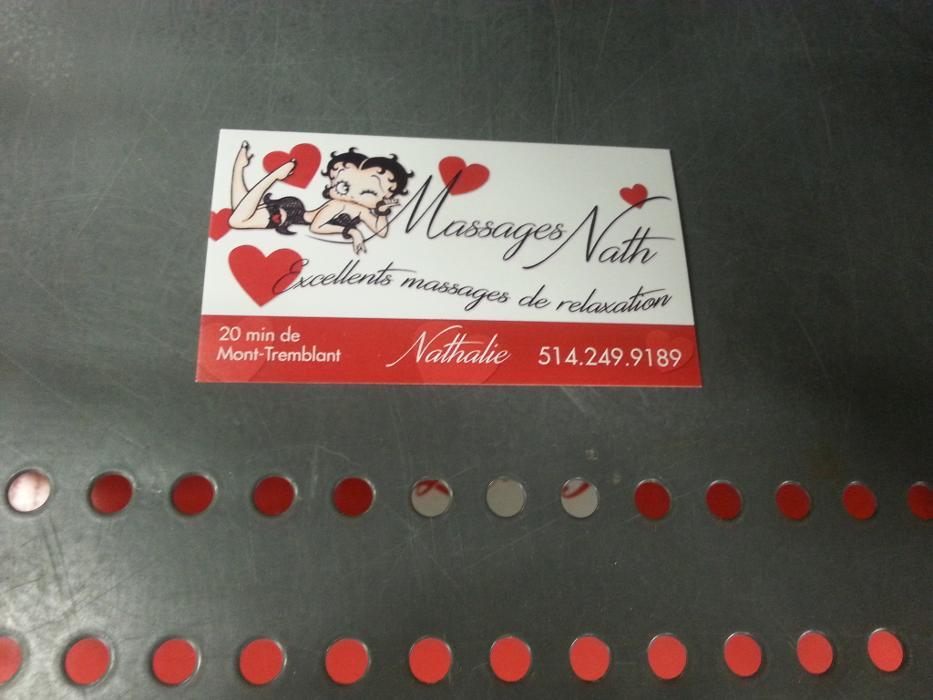 Massages Nath
Excellents massages de relaxation
20 min de
Mont-Tremblant
Nathalie
514.249.9189